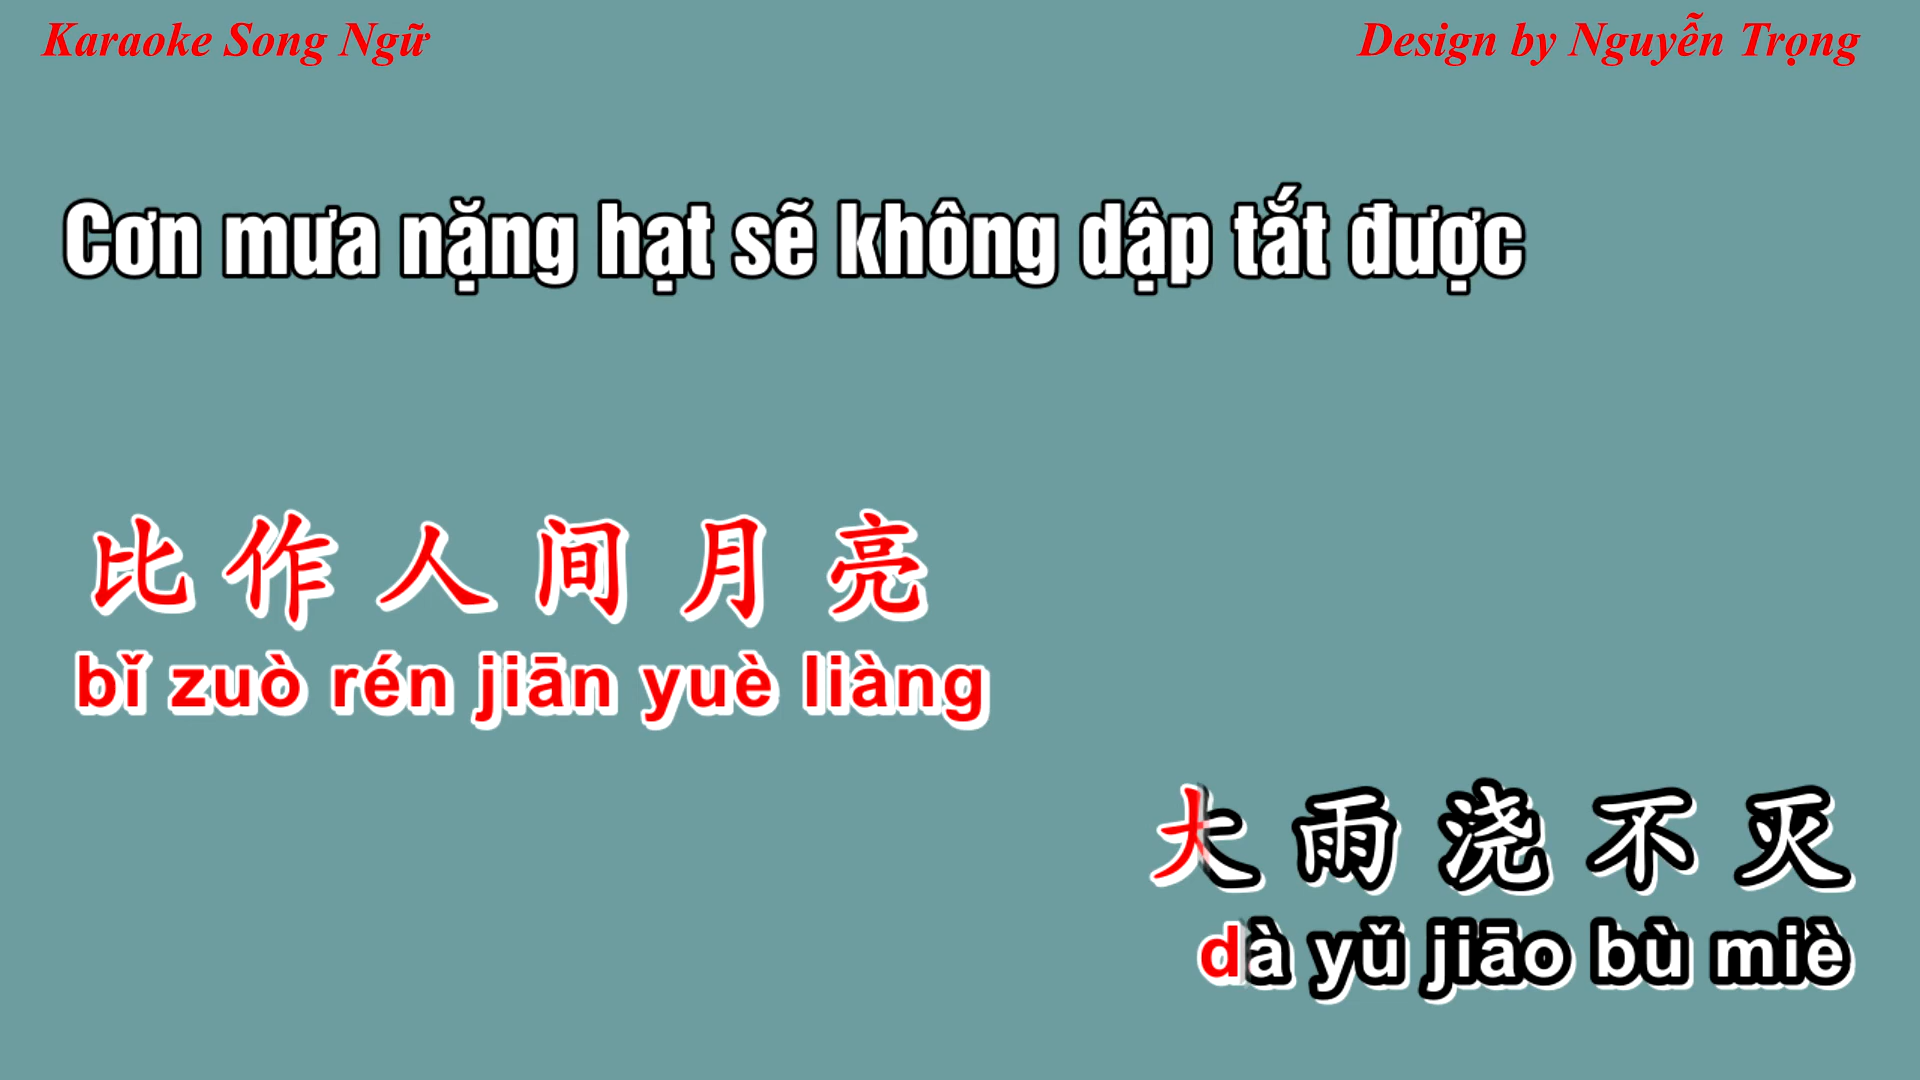 Karaoke Song Ngữ
Design by Nguyễn Trọng
Cơn mưa nặng hạt sẽ không dập tắt được
比作人间月亮
bǐ zuò rén jiān yuè liàng
大雨浇不灭
dà yǔ jiāo bù miè